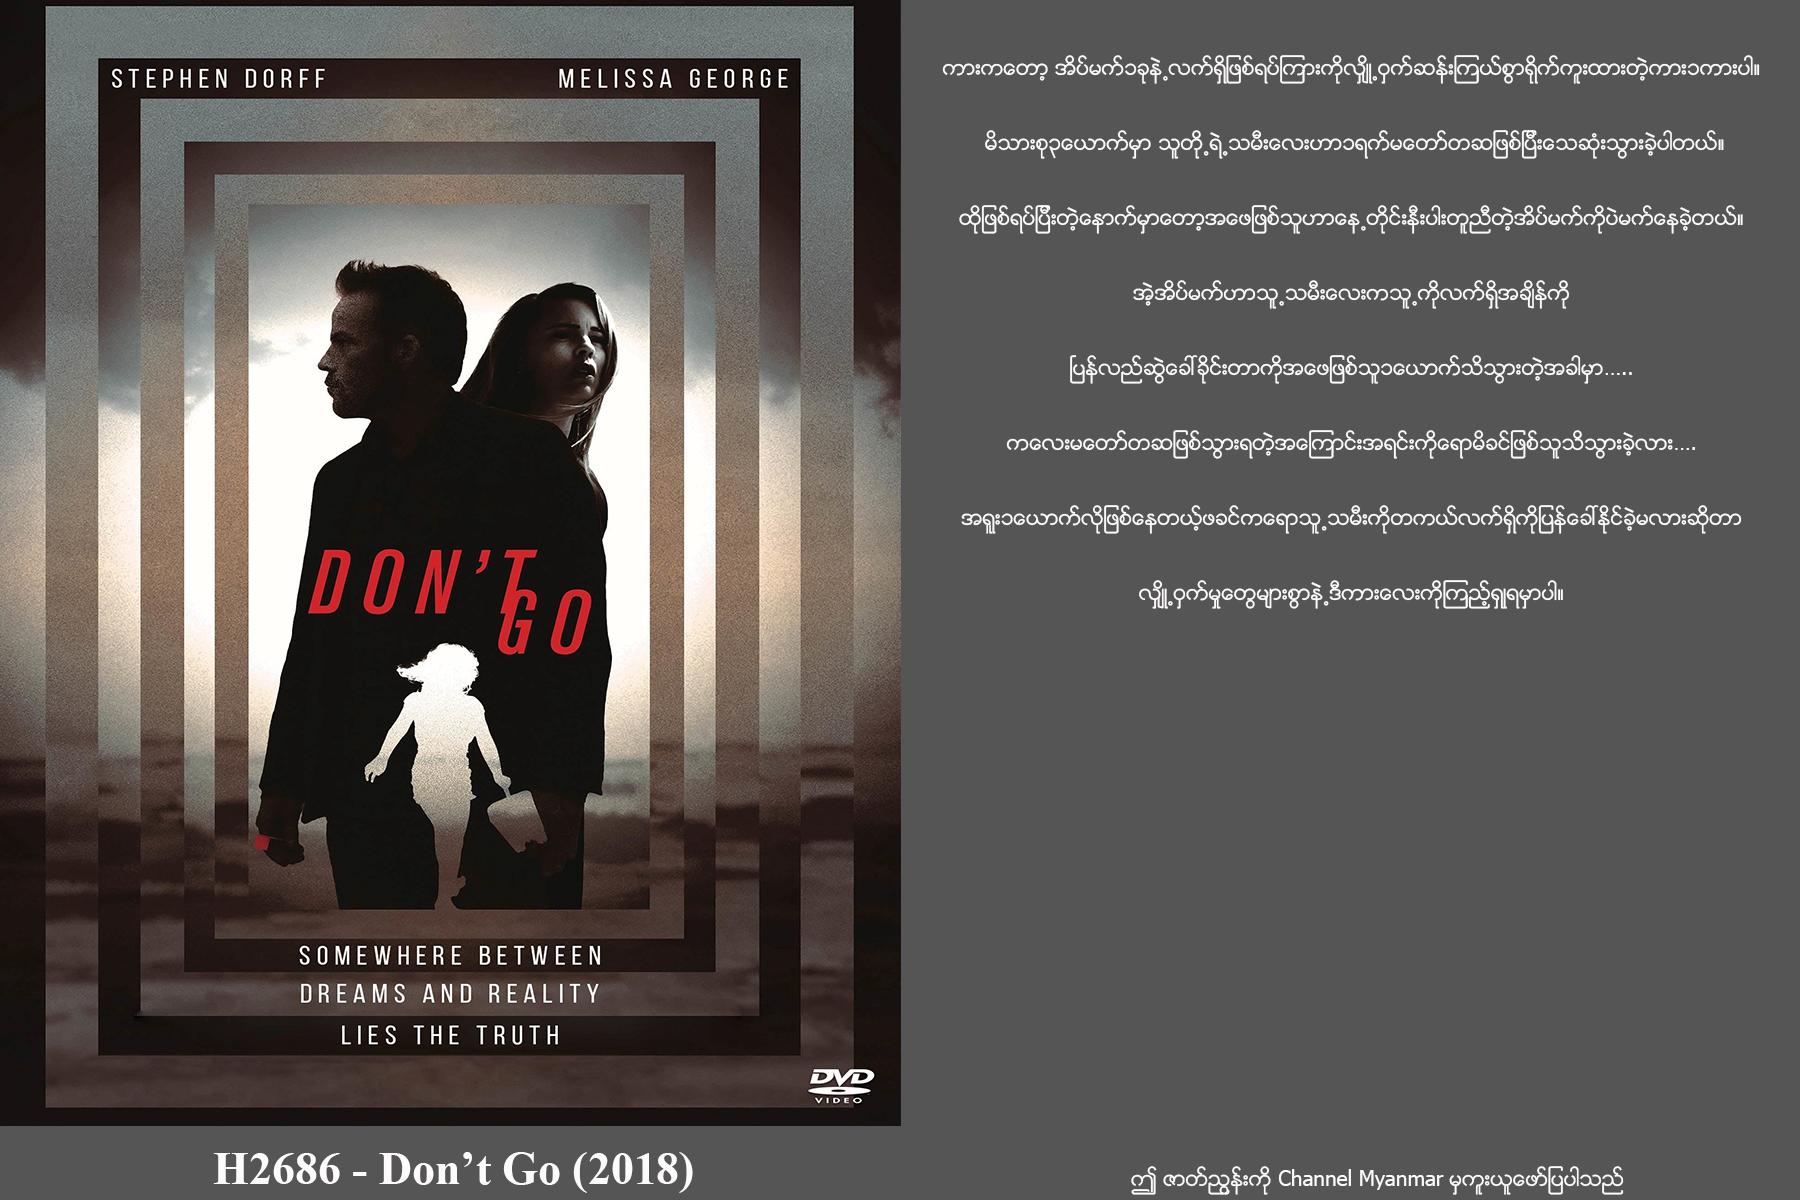 STEPHEN DORFF
MELISSA GEORGE
DON'T
GO
SOMEWHERE BETWEEN
DREAMS AND REALITY
LIES THE TRUTH
DVD
VIDEO
H2686 - Don't Go (2018)
ကားကတော့ အိပ်မက်၁ခုနဲ့လက်ရှိဖြစ်ရပ်ကြားကိုလျှို့ဝှက်ဆန်းကြယ်စွာရိုက်ကူးထားတဲ့ကား၁ကားပါ။
မိသားစု၃ယောက်မှာ သူတို့ရဲ့သမီးလေးဟာ၁ရက်မတော်တဆဖြစ်ပြီးသေဆုံးသွားခဲ့ပါတယ်။
ထိုဖြစ်ရပ်ပြီးတဲ့နောက်မှာတော့အဖေဖြစ်သူဟာနေ့တိုင်းနီးပါးတူညီတဲ့အိပ်မက်ကိုပဲမက်နေခဲ့တယ်။
အဲ့အိပ်မက်ဟာသူ့သမီးလေးကသူ့ကိုလက်ရှိအချိန်ကို
ပြန်လည်ဆွဲခေါ်ခိုင်းတာကိုအဖေဖြစ်သူ၁ယောက်သိသွားတဲ့အခါမှာ.....
ကလေးမတော်တဆဖြစ်သွားရတဲ့အကြောင်းအရင်းကိုရောမိခင်ဖြစ်သူသိသွားခဲ့လား....
အရူး၁ယောက်လိုဖြစ်နေတယ့်ဖခင်ကရောသူ့သမီးကိုတကယ်လက်ရှိကိုပြန်ခေါ်နိုင်ခဲ့မလားဆိုတာ
လျှို့ဝှက်မှုတွေများစွာနဲ့ဒီကားလေးကိုကြည့်ရှုရမှာပါ။
ဤ ဇာတ်ညွှန်းကို Channel Myanmar မှကူးယူဖော်ပြပါသည်